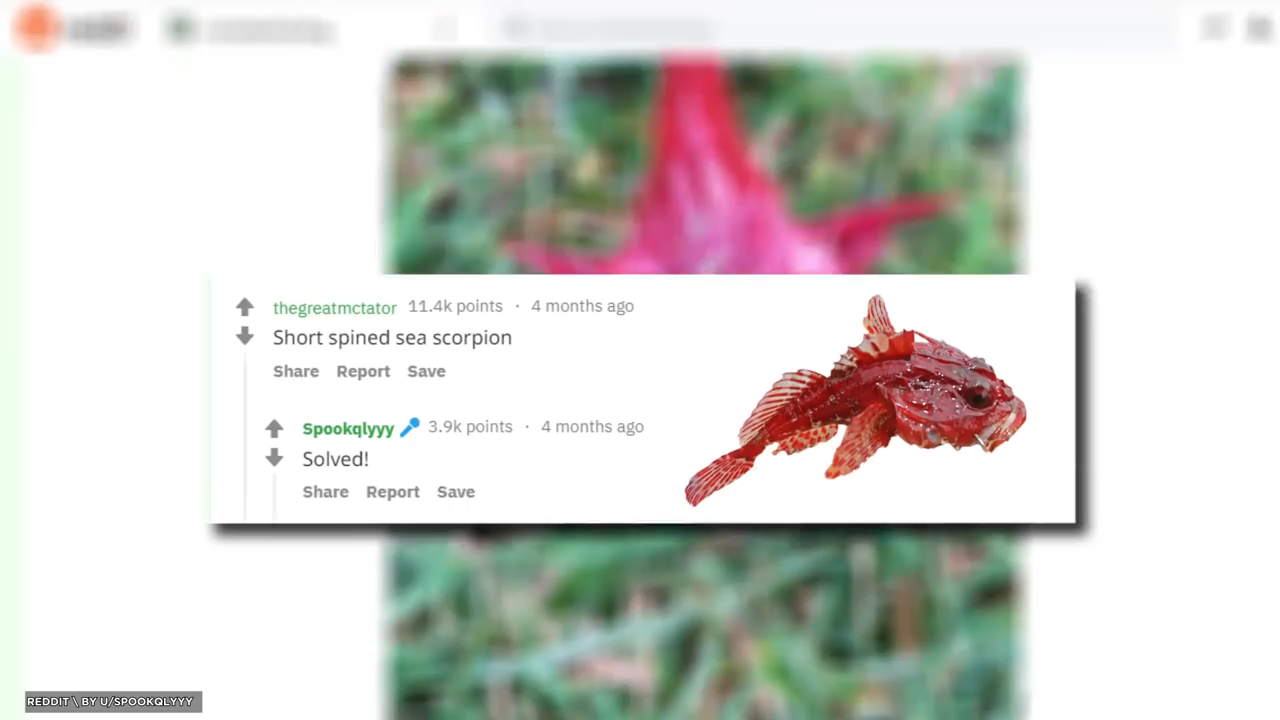 thegreatmctator 11.4k points · 4 months ago
Short spined sea scorpion
Share Report Save
Spookqlyyy 3.9k points · 4 months ago
Solved!
Share Report Save
REDDIT \ BY U/SPOOKQLYYY